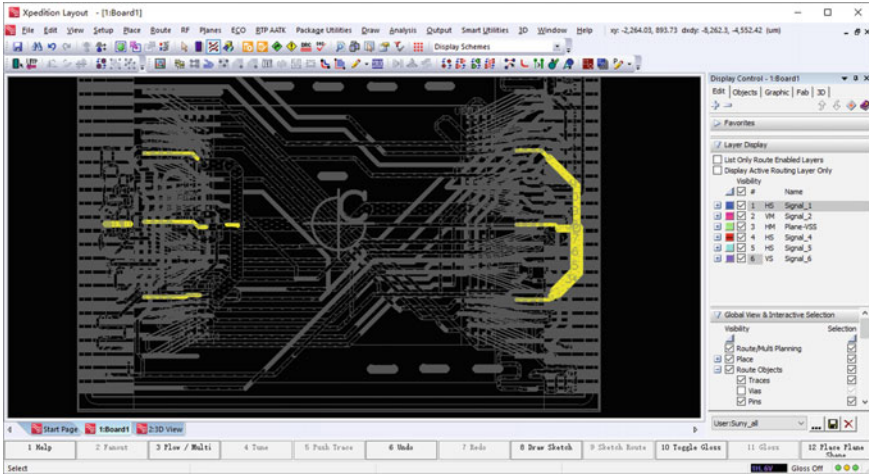 Xpedition Layout - [1:Board1]
File Edit View Setup Place Route RF Planes ECO RTP AATK Package Utilities Draw Analysis Output Smart Utilities 3D Window Help xy: -2,264.03, 893.73 dxdy: -8,262.3, -4,552.42 (um)
Display Schemes
Display Control - 1:Board1
Edit Objects Graphic Fab 3D
Favorites
Layer Display
List Only Route Enabled Layers
Display Active Routing Layer Only
Visibility
# Name
1 HS Signal_1
2 VM Signal_2
3 HM Plane-VSS
4 HS Signal_4
5 HS Signal_5
6 VS Signal_6
C
Global View & Interactive Selection
Visibility Selection
Route/Multi Planning
Place
Route Objects
Traces
Vias
Pins
Start Page 1:Board1 2:3D View
User:Suny_all
1 Help 2 Fanout 3 Plow / Multi 4 Tune 5 Push Trace 6 Undo 7 Redo 8 Draw Sketch 9 Sketch Route 10 Toggle Gloss 11 Gloss 12 Place Plane Shape
Select
1H,6V Gloss Off